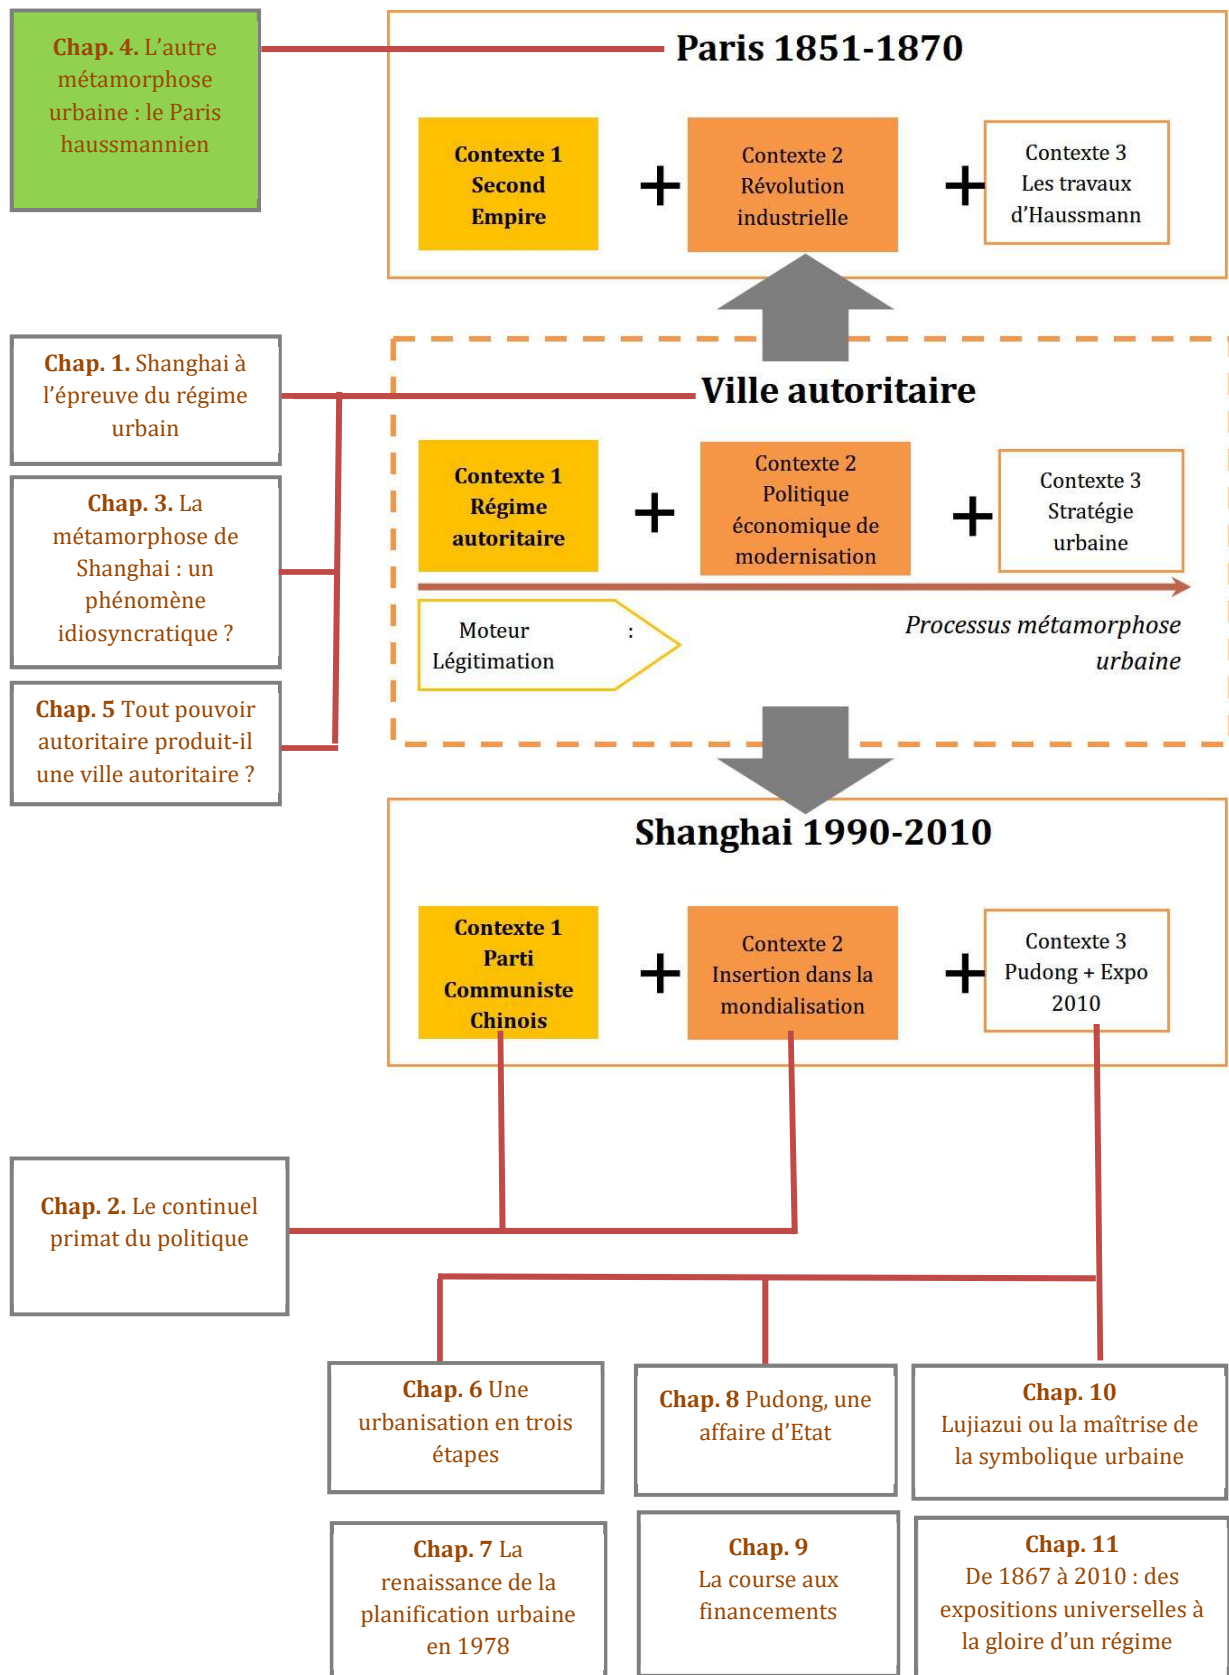 Chap. 4. L’autre
métamorphose
urbaine : le Paris
haussmannien
Paris 1851-1870
Contexte 1
Second
Empire
+
Contexte 2
Révolution
industrielle
+
Contexte 3
Les travaux
d’Haussmann
Chap. 1. Shanghai à
l’épreuve du régime
urbain
Chap. 3. La
métamorphose de
Shanghai : un
phénomène
idiosyncratique ?
Chap. 5 Tout pouvoir
autoritaire produit-il
une ville autoritaire ?
Ville autoritaire
Contexte 1
Régime
autoritaire
+
Contexte 2
Politique
économique de
modernisation
+
Contexte 3
Stratégie
urbaine
Moteur :
Légitimation
Processus métamorphose
urbaine
Shanghai 1990-2010
Contexte 1
Parti
Communiste
Chinois
+
Contexte 2
Insertion dans la
mondialisation
+
Contexte 3
Pudong + Expo
2010
Chap. 2. Le continuel
primat du politique
Chap. 6 Une
urbanisation en trois
étapes
Chap. 8 Pudong, une
affaire d’Etat
Chap. 10
Lujiazui ou la maîtrise de
la symbolique urbaine
Chap. 7 La
renaissance de la
planification urbaine
en 1978
Chap. 9
La course aux
financements
Chap. 11
De 1867 à 2010 : des
expositions universelles à
la gloire d’un régime